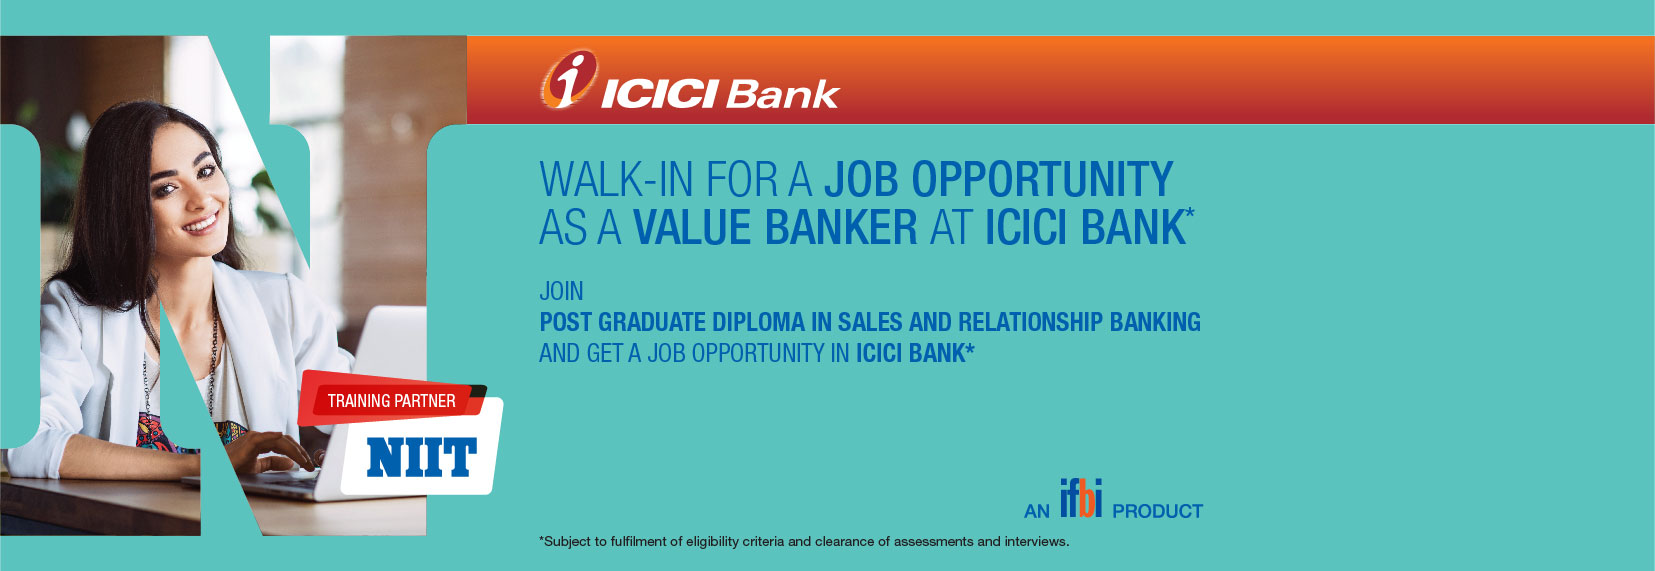 ICICI Bank
WALK-IN FOR A JOB OPPORTUNITY
AS A VALUE BANKER AT ICICI BANK*
JOIN
POST GRADUATE DIPLOMA IN SALES AND RELATIONSHIP BANKING
AND GET A JOB OPPORTUNITY IN ICICI BANK*
TRAINING PARTNER
NIIT
AN ifbi PRODUCT
*Subject to fulfilment of eligibility criteria and clearance of assessments and interviews.